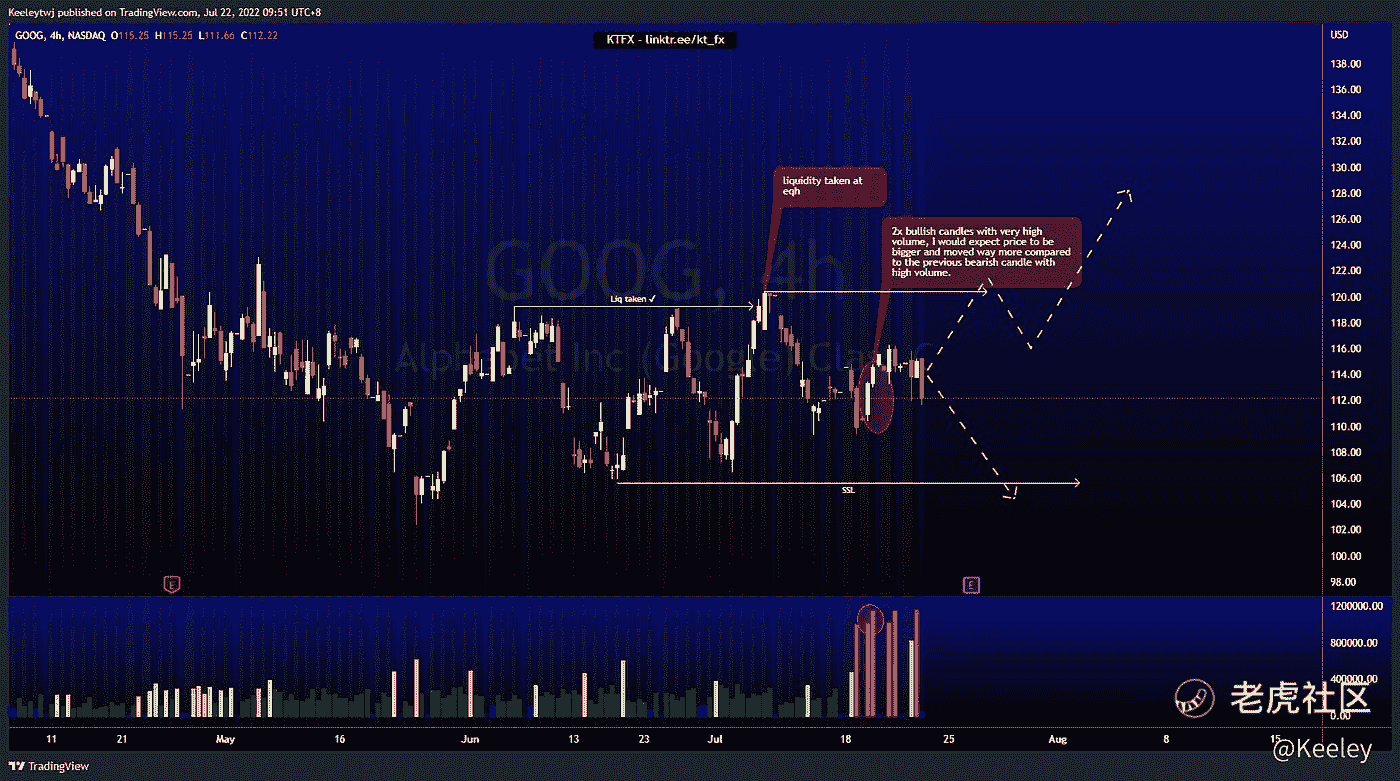 Keeleytwj published on TradingView.com, Jul 22, 2022 09:51 UTC+8
GOOG, 4h, NASDAQ O115.25 H115.25 L111.66 C112.22
KTFX - linktr.ee/kt_fx
USD
138.00
136.00
134.00
132.00
130.00
128.00
126.00
124.00
122.00
120.00
118.00
116.00
114.00
112.00
110.00
108.00
106.00
104.00
102.00
100.00
98.00
liquidity taken at
eqh
2x bullish candles with very high
volume, I would expect price to be
bigger and moved way more compared
to the previous bearish candle with
high volume.
GOOG, 4h
Liq taken ✓
Alphabet Inc (Google) Class C
SSL
E
E
1200000.00
800000.00
400000.00
0.00
老虎社区
11 21 May 16 Jun 13 23 Jul 18 25 Aug 8 15
@Keeley
TradingView